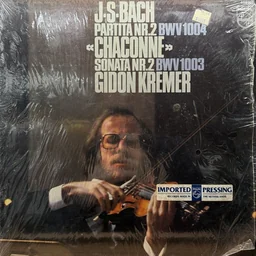 J·S·BACH
PARTITA NR.2 BWV 1004
«CHACONNE»
SONATA NR.2 BWV 1003
GIDON KREMER
IMPORTED PRESSING